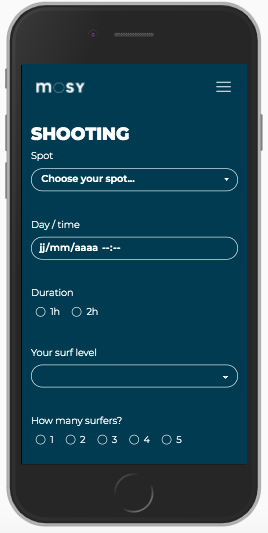 mosy
SHOOTING
Spot
Choose your spot...
Day / time
jj/mm/aaaa --:--
Duration
1h 2h
Your surf level
How many surfers?
1 2 3 4 5